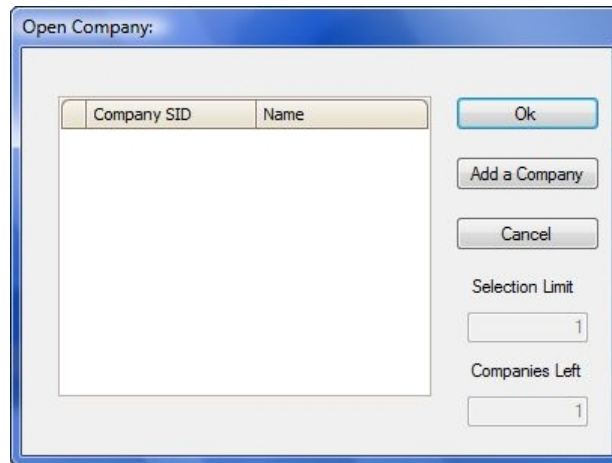 Open Company:
Company SID Name
Ok
Add a Company
Cancel
Selection Limit
1
Companies Left
1